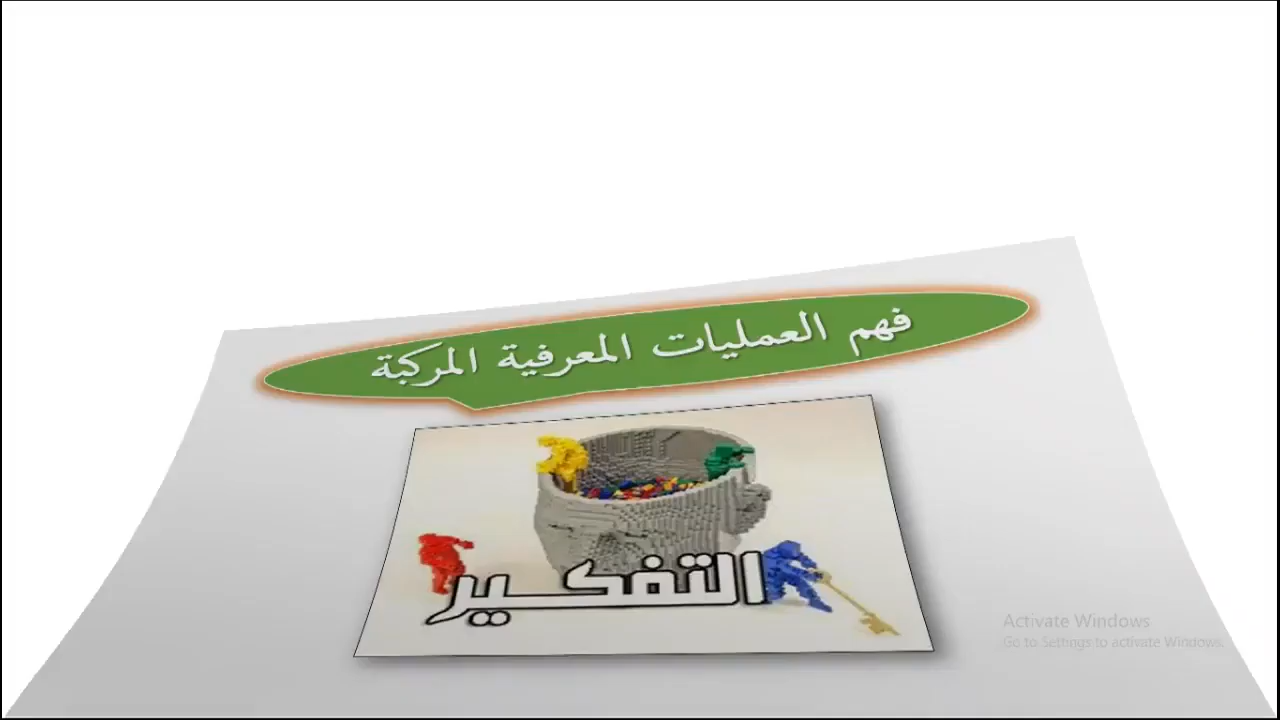 فهم العمليات المعرفية المركبة
التفكير
Activate Windows
Go to Settings to activate Windows.